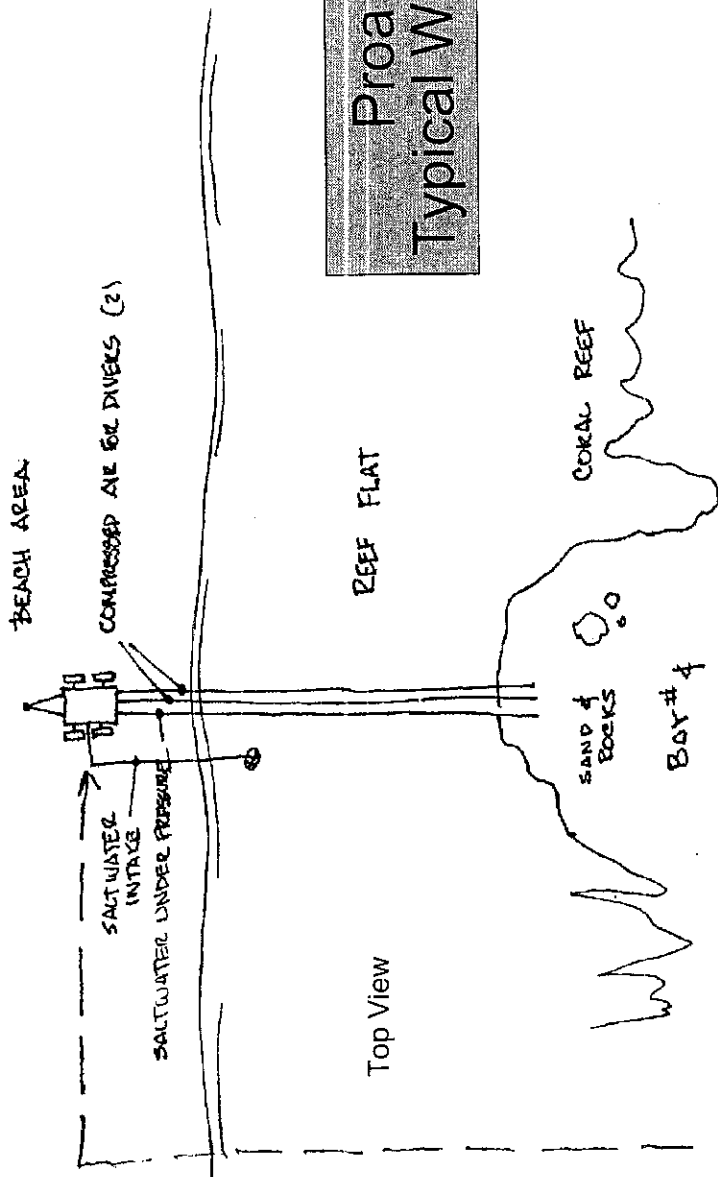 BEACH AREA
COMPRESSED AIR FOR DIVERS (2)
SALTWATER
INTAKE
SALTWATER UNDER PRESSURE
Proa
Typical W
REEF FLAT
Top View
SAND &
ROCKS
CORAL REEF
Bay #4